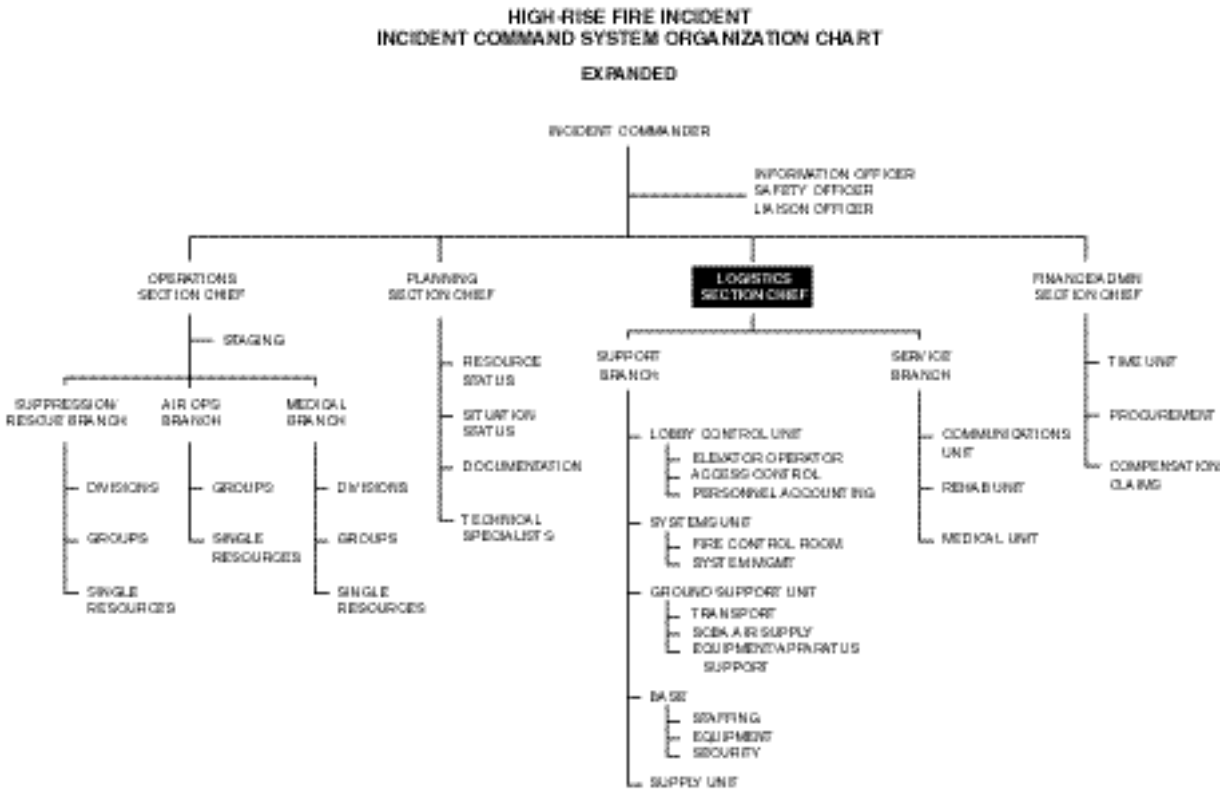 HIGH-RISE FIRE INCIDENT
INCIDENT COMMAND SYSTEM ORGANIZATION CHART
EXPANDED
INCIDENT COMMANDER
INFORMATION OFFICER
SAFETY OFFICER
LIAISON OFFICER
OPERATIONS
SECTION CHIEF
PLANNING
SECTION CHIEF
LOGISTICS
SECTION CHIEF
FINANCE/ADMIN
SECTION CHIEF
STAGING
SUPPRESSION/
RESCUE BRANCH
AIR OPS
BRANCH
MEDICAL
BRANCH
DIVISIONS
GROUPS
SINGLE
RESOURCES
GROUPS
SINGLE
RESOURCES
DIVISIONS
GROUPS
SINGLE
RESOURCES
RESOURCE
STATUS
SITUATION
STATUS
DOCUMENTATION
TECHNICAL
SPECIALISTS
SUPPORT
BRANCH
LOBBY CONTROL UNIT
ELEVATOR OPERATOR
ACCESS CONTROL
PERSONNEL ACCOUNTING
SYSTEMS UNIT
FIRE CONTROL ROOM
SYSTEM MGMT
GROUND SUPPORT UNIT
TRANSPORT
SCBA AIR SUPPLY
EQUIPMENT/APPARATUS
SUPPORT
BASE
STAFFING
EQUIPMENT
SECURITY
SUPPLY UNIT
SERVICE
BRANCH
COMMUNICATIONS
UNIT
REHAB UNIT
MEDICAL UNIT
TIME UNIT
PROCUREMENT
COMPENSATION
CLAIMS